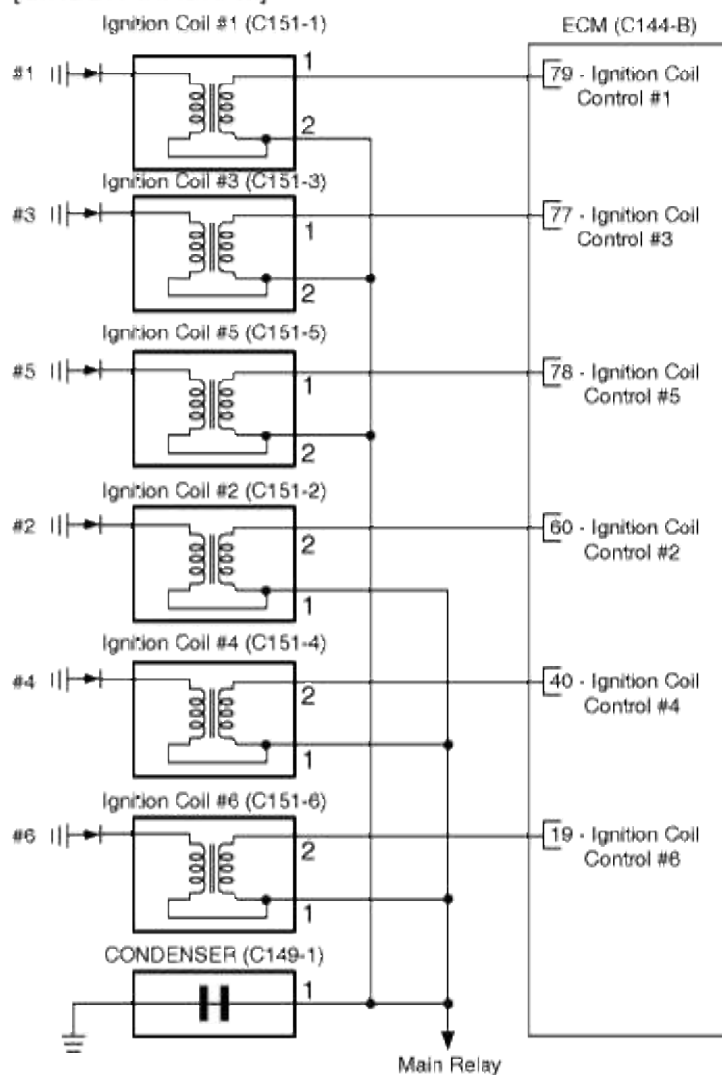 Ignition Coil #1 (C151-1)
ECM (C144-B)
#1
1
2
79 - Ignition Coil
Control #1
Ignition Coil #3 (C151-3)
#3
1
2
77 - Ignition Coil
Control #3
Ignition Coil #5 (C151-5)
#5
1
2
78 - Ignition Coil
Control #5
Ignition Coil #2 (C151-2)
#2
2
1
60 - Ignition Coil
Control #2
Ignition Coil #4 (C151-4)
#4
2
1
40 - Ignition Coil
Control #4
Ignition Coil #6 (C151-6)
#6
2
1
19 - Ignition Coil
Control #6
CONDENSER (C149-1)
1
Main Relay